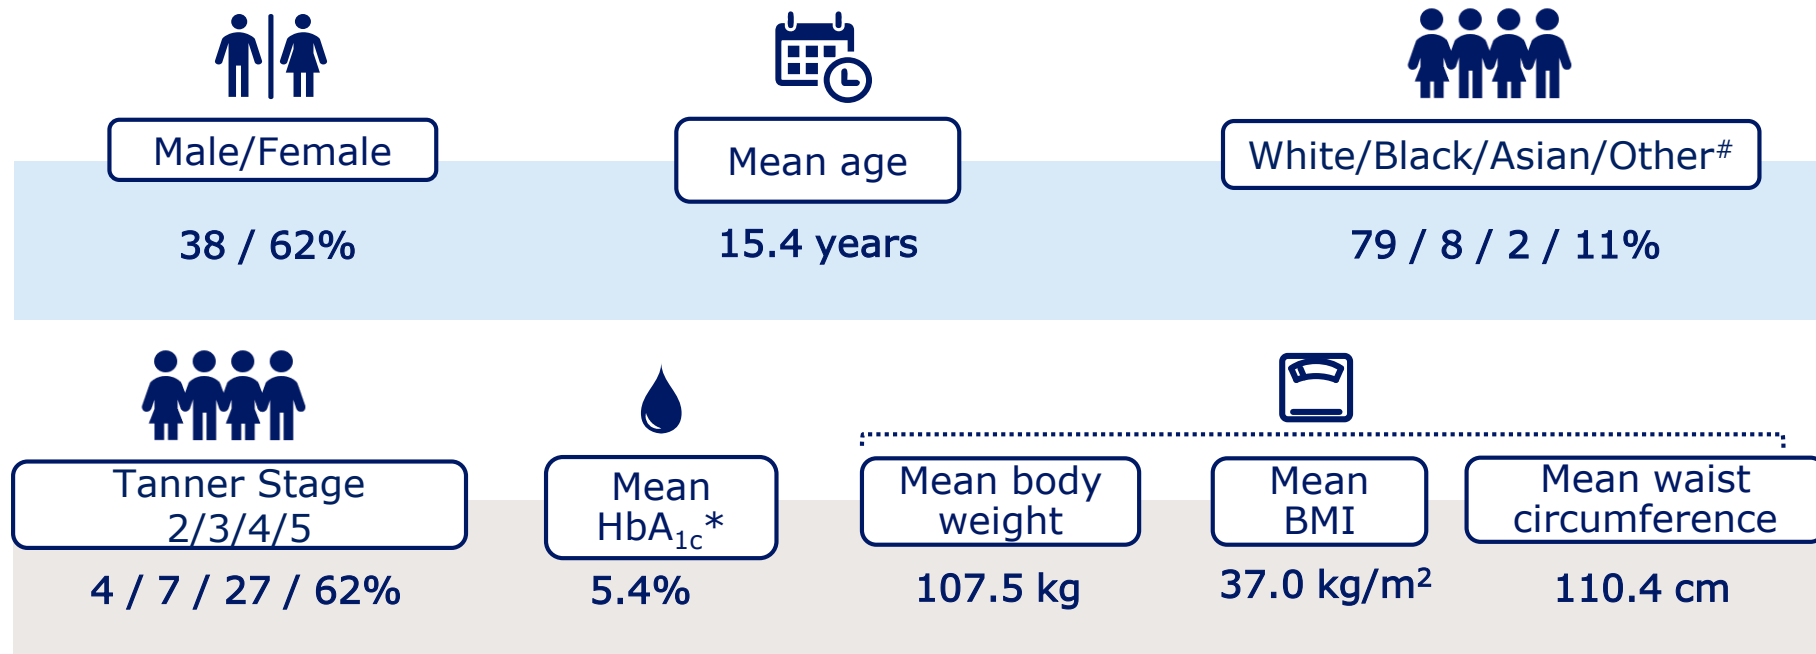 Male/Female
Mean age
White/Black/Asian/Other#
38 / 62%
15.4 years
79 / 8 / 2 / 11%
Tanner Stage
2/3/4/5
Mean
HbA1c*
Mean body
weight
Mean
BMI
Mean waist
circumference
4 / 7 / 27 / 62%
5.4%
107.5 kg
37.0 kg/m²
110.4 cm